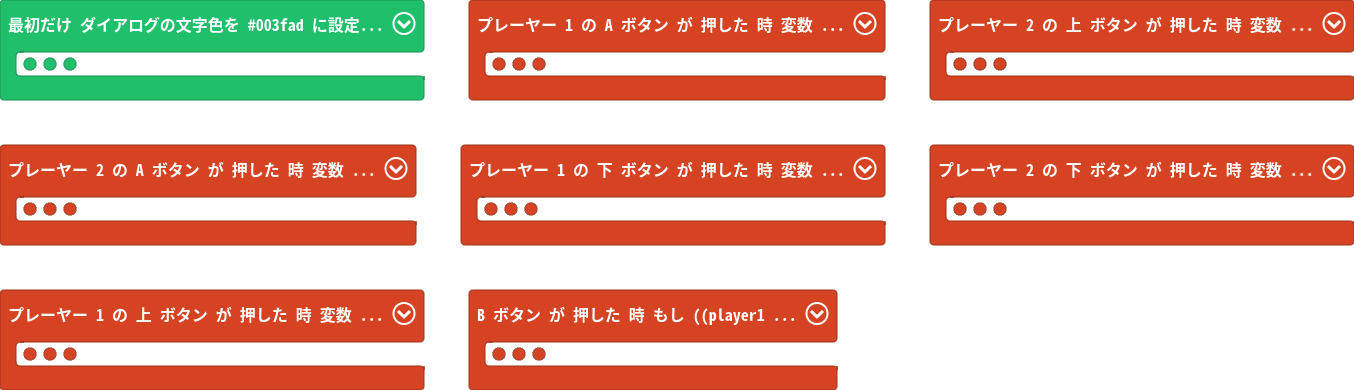 最初だけ ダイアログの文字色を #003fad に設定...
プレーヤー 1 の A ボタン が 押した 時 変数 ...
プレーヤー 2 の 上 ボタン が 押した 時 変数 ...
プレーヤー 2 の A ボタン が 押した 時 変数 ...
プレーヤー 1 の 下 ボタン が 押した 時 変数 ...
プレーヤー 2 の 下 ボタン が 押した 時 変数 ...
プレーヤー 1 の 上 ボタン が 押した 時 変数 ...
B ボタン が 押した 時 もし ((player1 ...